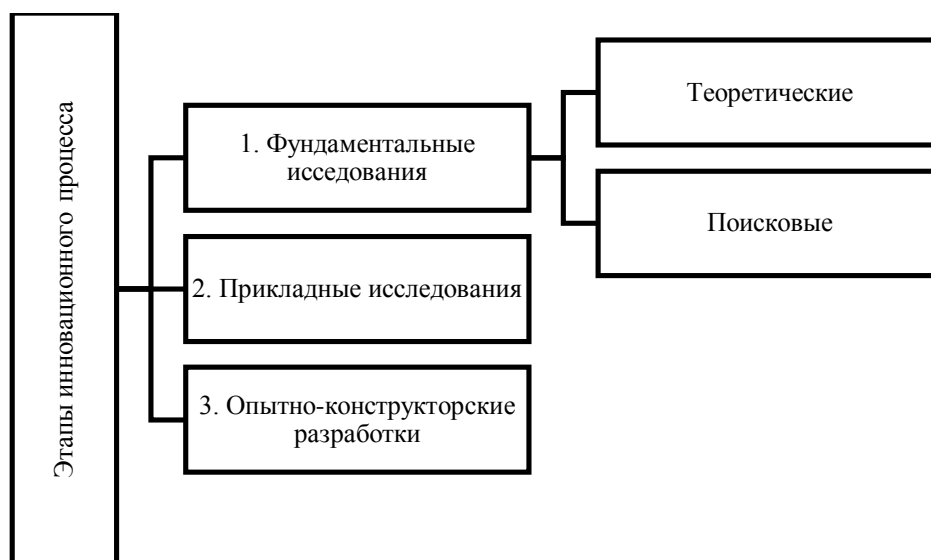 Этапы инновационного процесса
1. Фундаментальные
исседования
Теоретические
Поисковые
2. Прикладные исследования
3. Опытно-конструкторские
разработки